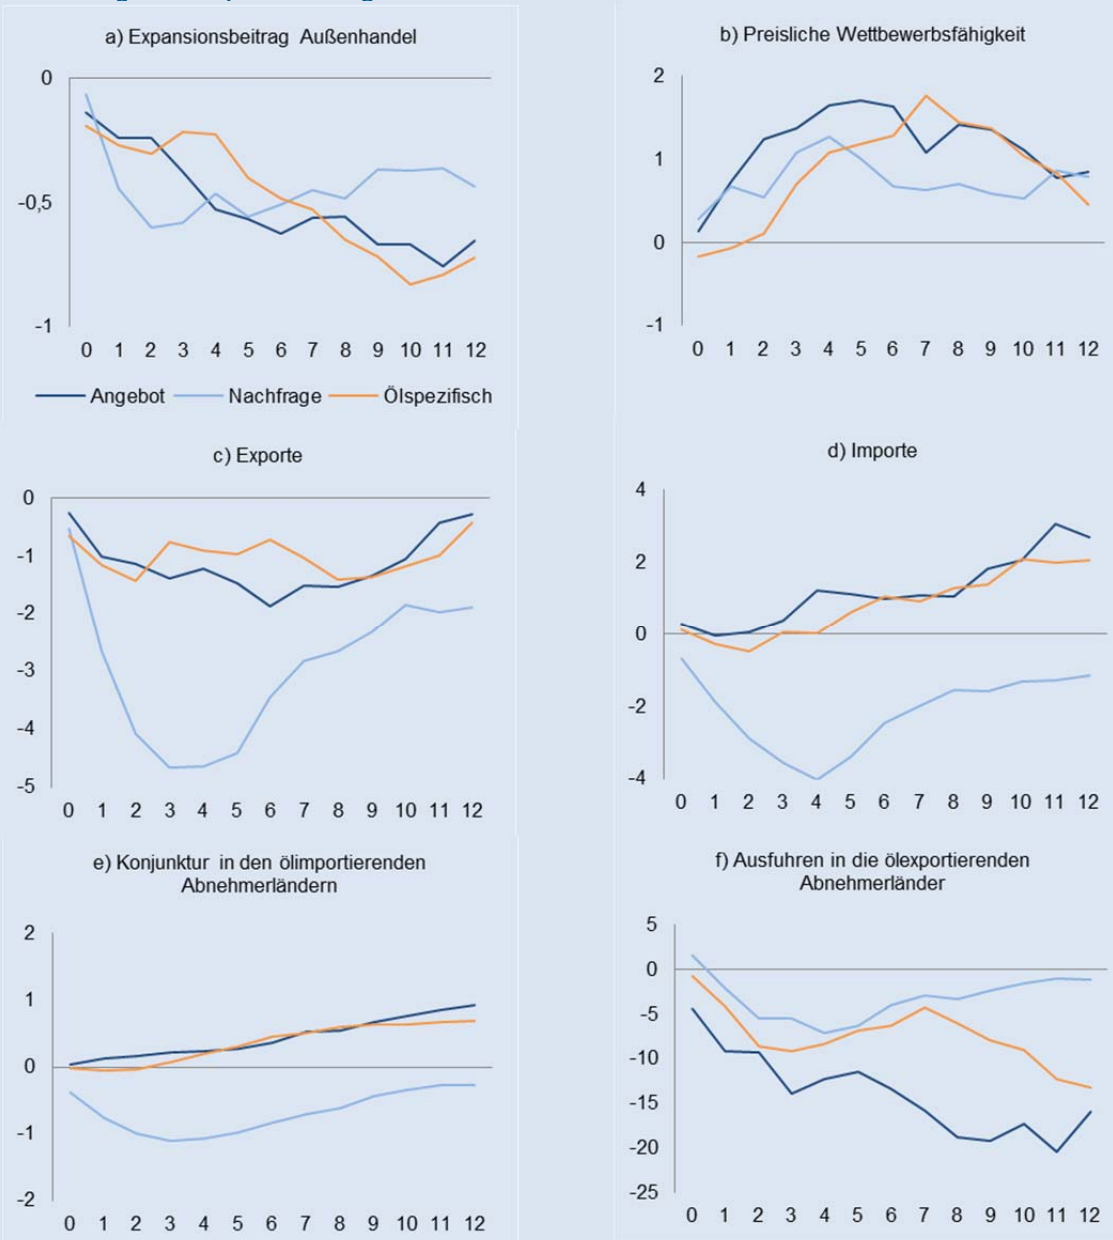 a) Expansionsbeitrag Außenhandel
0
-0,5
-1
0 1 2 3 4 5 6 7 8 9 10 11 12
Angebot Nachfrage Ölspezifisch
b) Preisliche Wettbewerbsfähigkeit
2
1
0
-1
0 1 2 3 4 5 6 7 8 9 10 11 12
c) Exporte
0
-1
-2
-3
-4
-5
0 1 2 3 4 5 6 7 8 9 10 11 12
d) Importe
4
2
0
-2
-4
0 1 2 3 4 5 6 7 8 9 10 11 12
e) Konjunktur in den ölimportierenden
Abnehmerländern
2
1
0
-1
-2
0 1 2 3 4 5 6 7 8 9 10 11 12
f) Ausfuhren in die ölexportierenden
Abnehmerländer
5
0
-5
-10
-15
-20
-25
0 1 2 3 4 5 6 7 8 9 10 11 12